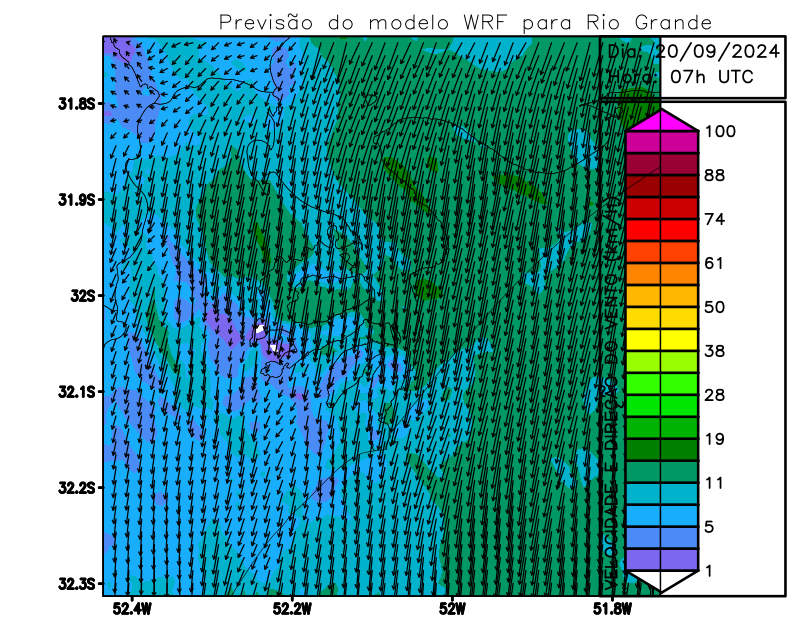 Previsão do modelo WRF para Rio Grande
Dia: 20/09/2024
Hora: 07h UTC
31.8S
31.9S
32S
32.1S
32.2S
32.3S
52.4W
52.2W
52W
51.8W
VELOCIDADE E DIREÇÃO DO VENTO (Km/h)
100
88
74
61
50
38
28
19
11
5
1